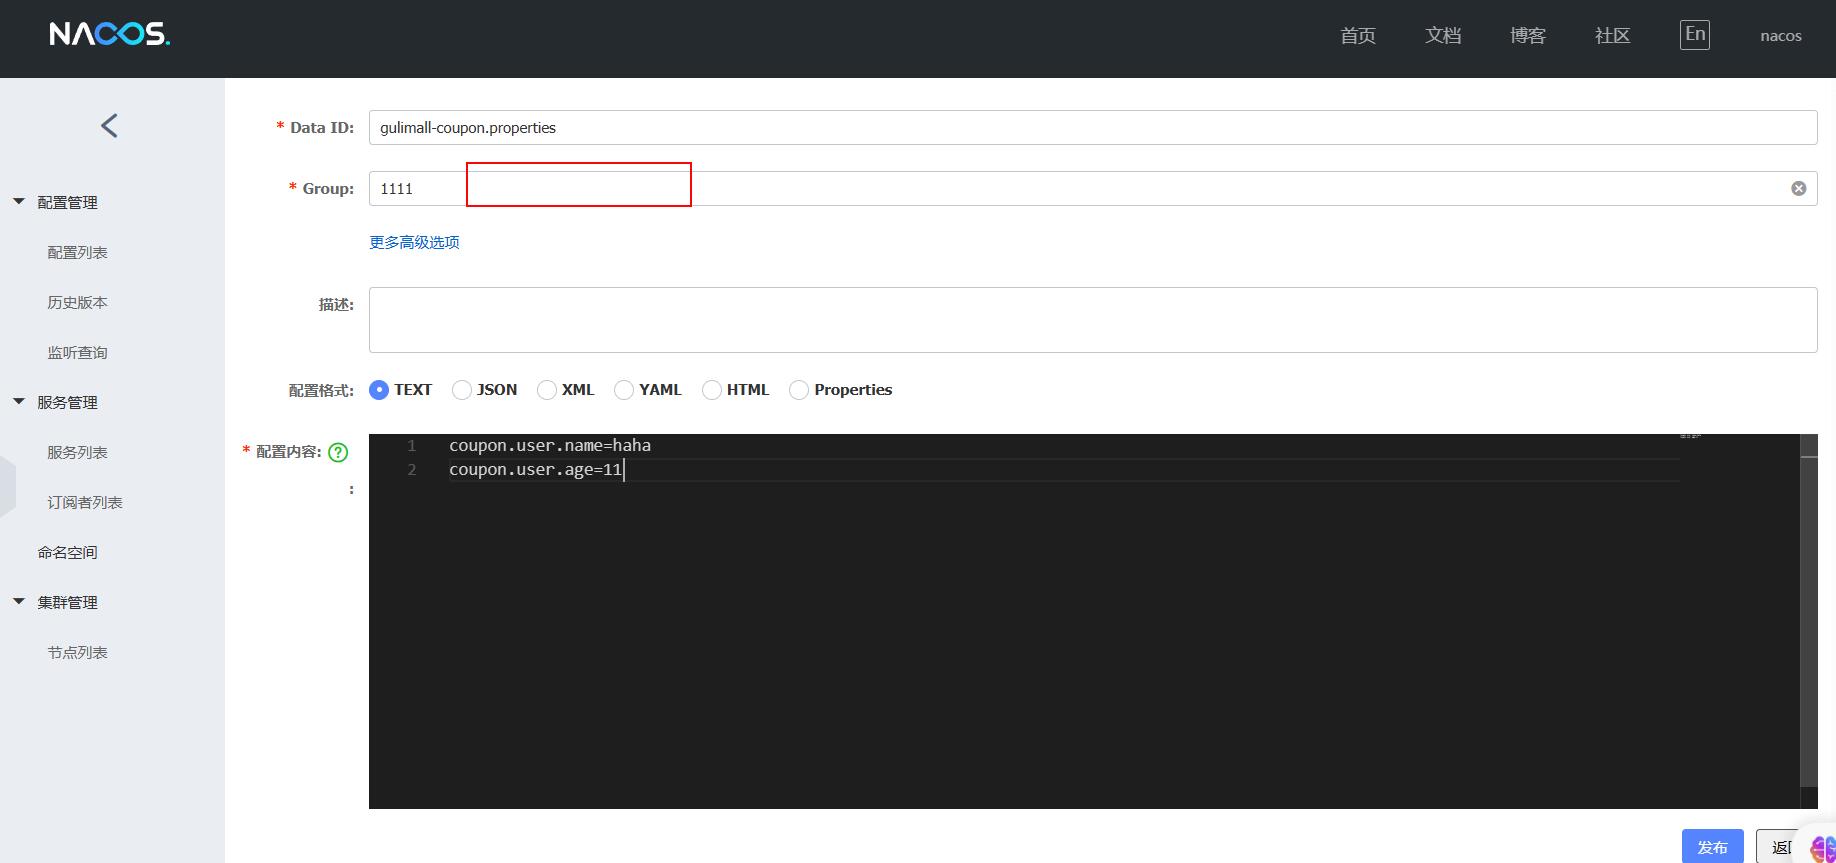 NACOS.
首页 文档 博客 社区 En nacos
* Data ID: gulimall-coupon.properties
* Group: 1111
更多高级选项
描述:
配置格式: TEXT JSON XML YAML HTML Properties
* 配置内容: ?
:
1 coupon.user.name=haha
2 coupon.user.age=11
配置管理
配置列表
历史版本
监听查询
服务管理
服务列表
订阅者列表
命名空间
集群管理
节点列表
发布